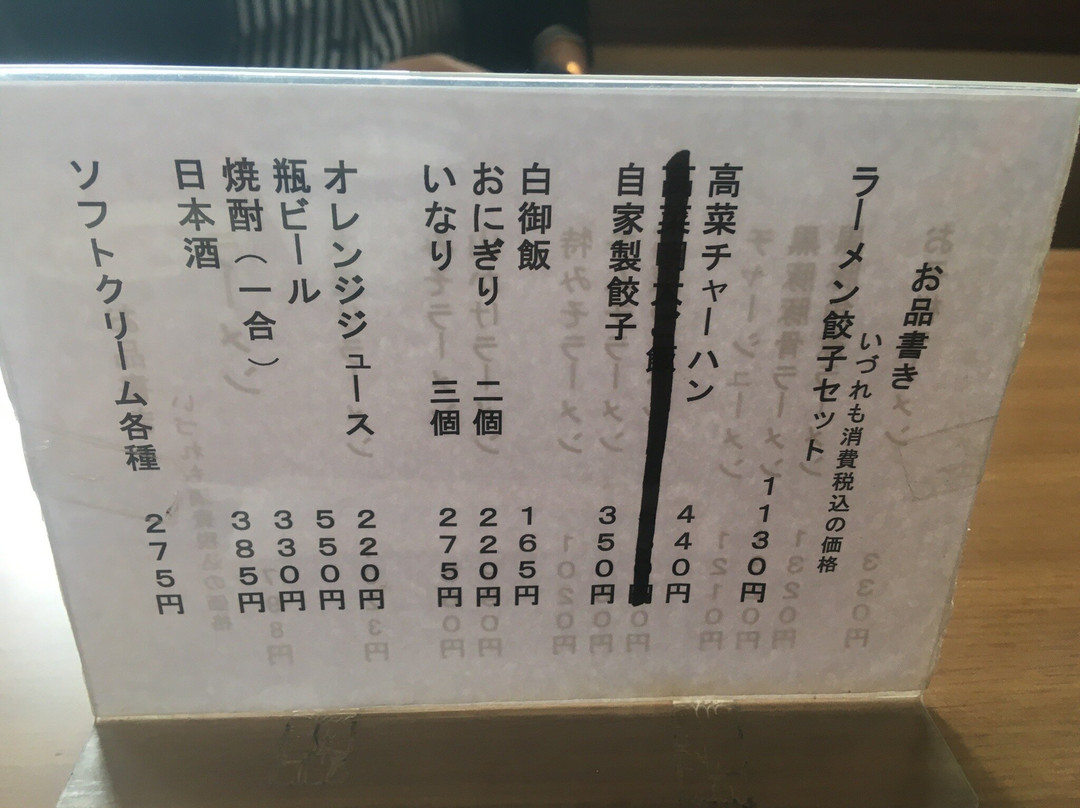 お品書き
いづれも消費税込の価格
ラーメン餃子セット 1130円
高菜チャーハン 440円
自家製餃子 350円
白御飯 165円
おにぎり 二個 220円
いなり 三個 275円
オレンジジュース 220円
瓶ビール 550円
焼酎(一合) 330円
日本酒 385円
ソフトクリーム各種 275円